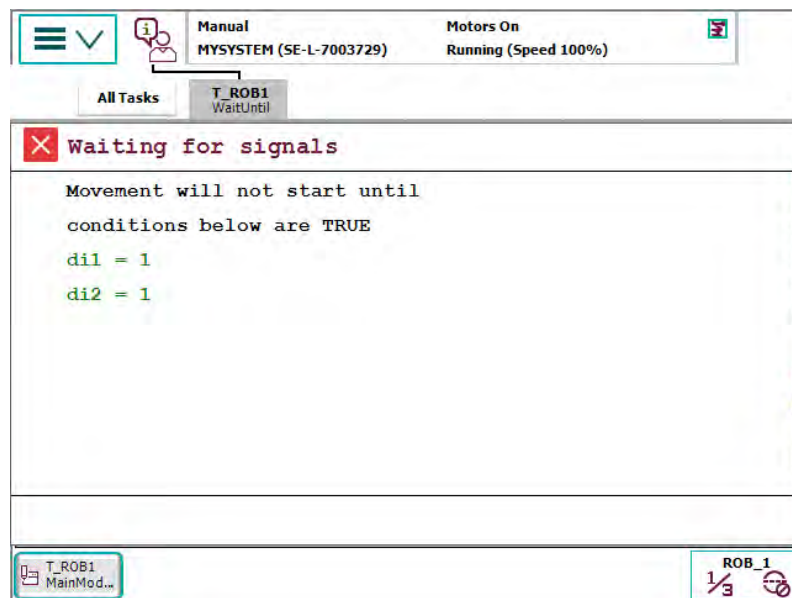 Manual
Motors On
MYSYSTEM (SE-L-7003729)
Running (Speed 100%)
All Tasks
T_ROB1
WaitUntil
Waiting for signals
Movement will not start until
conditions below are TRUE
di1 = 1
di2 = 1
T_ROB1
MainMod...
ROB_1
1/3